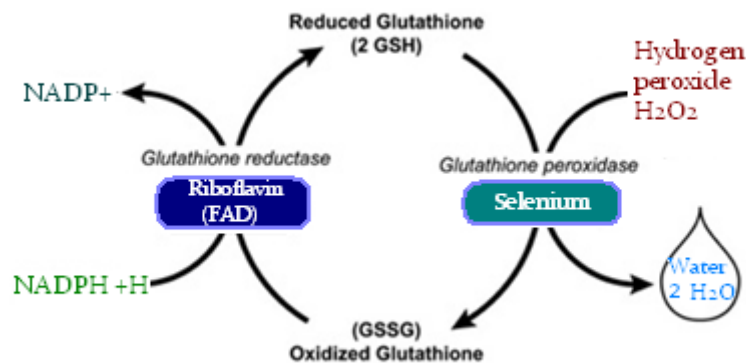 Reduced Glutathione
(2 GSH)
Hydrogen
peroxide
H2O2
NADP+
Glutathione reductase
Glutathione peroxidase
Riboflavin
(FAD)
Selenium
NADPH +H
Water
2 H2O
(GSSG)
Oxidized Glutathione